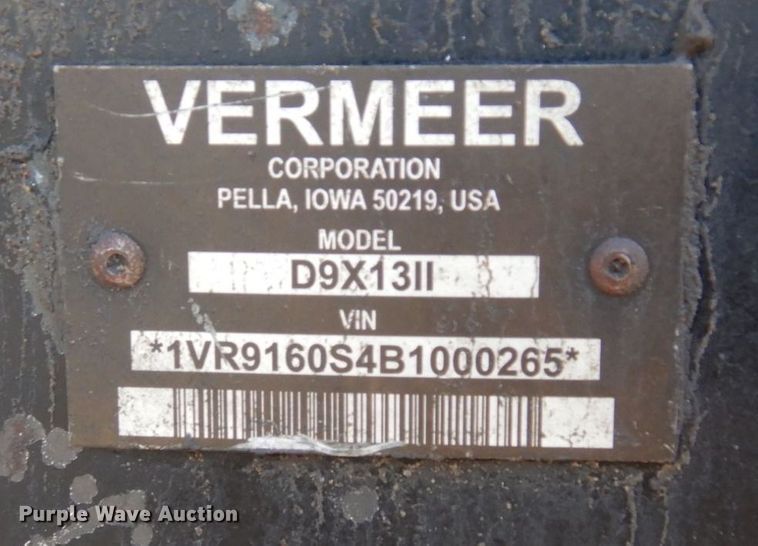 VERMEER
CORPORATION
PELLA, IOWA 50219, USA
MODEL
D9X13II
VIN
*1VR9160S4B1000265*
Purple Wave Auction